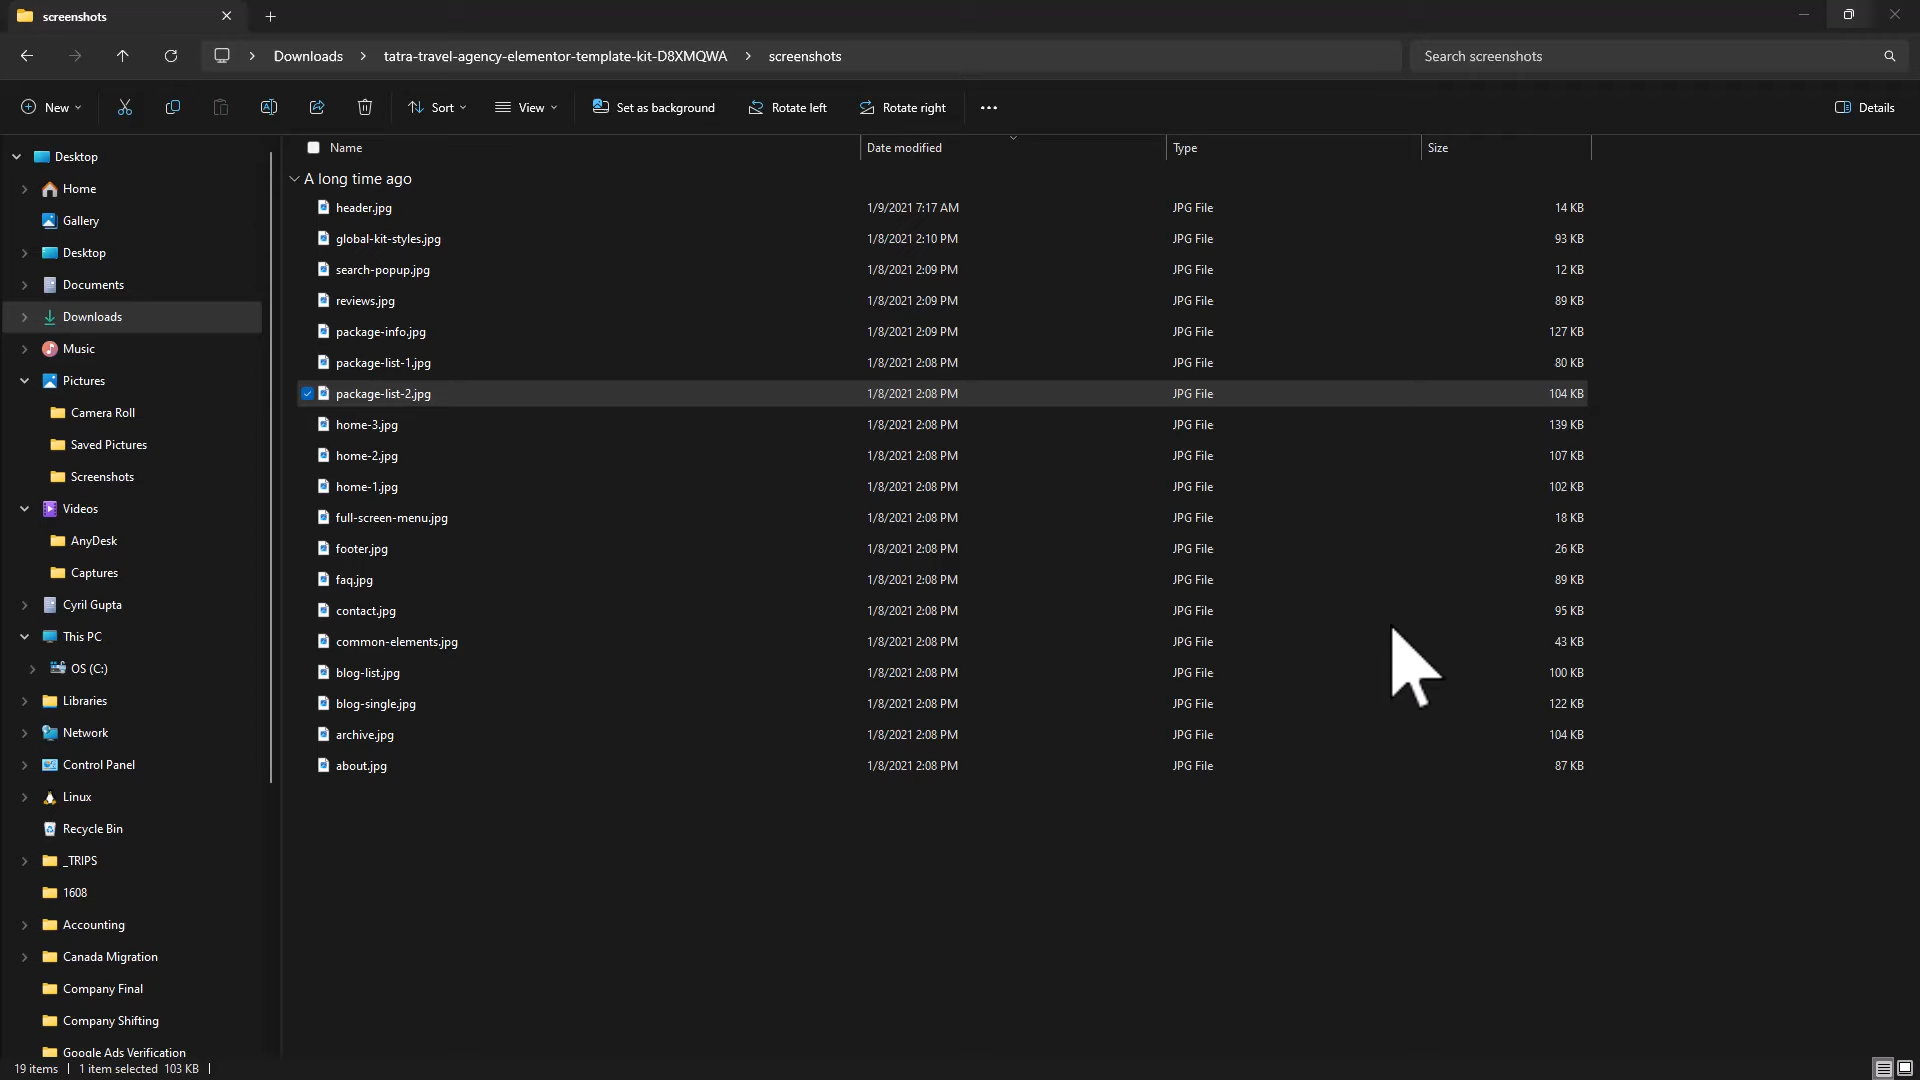 screenshots
Downloads > tatra-travel-agency-elementor-template-kit-D8XMQWA > screenshots
Search screenshots
New
Sort
View
Set as background
Rotate left
Rotate right
Details
Desktop
Home
Gallery
Desktop
Documents
Downloads
Music
Pictures
Camera Roll
Saved Pictures
Screenshots
Videos
AnyDesk
Captures
Cyril Gupta
This PC
OS (C:)
Libraries
Network
Control Panel
Linux
Recycle Bin
_TRIPS
1608
Accounting
Canada Migration
Company Final
Company Shifting
Google Ads Verification
Name Date modified Type Size
A long time ago
header.jpg 1/9/2021 7:17 AM JPG File 14 KB
global-kit-styles.jpg 1/8/2021 2:10 PM JPG File 93 KB
search-popup.jpg 1/8/2021 2:09 PM JPG File 12 KB
reviews.jpg 1/8/2021 2:09 PM JPG File 89 KB
package-info.jpg 1/8/2021 2:09 PM JPG File 127 KB
package-list-1.jpg 1/8/2021 2:08 PM JPG File 80 KB
package-list-2.jpg 1/8/2021 2:08 PM JPG File 104 KB
home-3.jpg 1/8/2021 2:08 PM JPG File 139 KB
home-2.jpg 1/8/2021 2:08 PM JPG File 107 KB
home-1.jpg 1/8/2021 2:08 PM JPG File 102 KB
full-screen-menu.jpg 1/8/2021 2:08 PM JPG File 18 KB
footer.jpg 1/8/2021 2:08 PM JPG File 26 KB
faq.jpg 1/8/2021 2:08 PM JPG File 89 KB
contact.jpg 1/8/2021 2:08 PM JPG File 95 KB
common-elements.jpg 1/8/2021 2:08 PM JPG File 43 KB
blog-list.jpg 1/8/2021 2:08 PM JPG File 100 KB
blog-single.jpg 1/8/2021 2:08 PM JPG File 122 KB
archive.jpg 1/8/2021 2:08 PM JPG File 104 KB
about.jpg 1/8/2021 2:08 PM JPG File 87 KB
19 items | 1 item selected 103 KB |